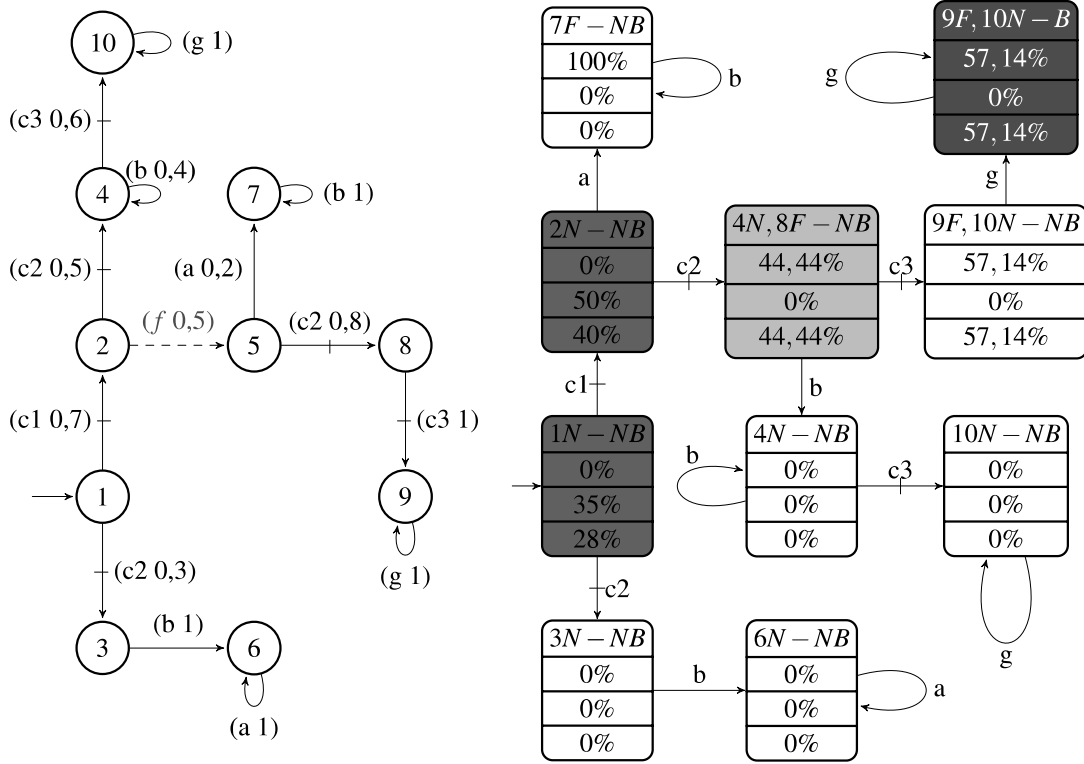 10
(g 1)
(c3 0,6)
4
(b 0,4)
7
(b 1)
(c2 0,5)
(a 0,2)
2
(f 0,5)
5
(c2 0,8)
8
(c1 0,7)
(c3 1)
1
9
(g 1)
(c2 0,3)
3
(b 1)
6
(a 1)
7F − NB
100%
0%
0%
b
a
9F, 10N − B
57, 14%
0%
57, 14%
g
g
2N − NB
0%
50%
40%
c2
4N, 8F − NB
44, 44%
0%
44, 44%
c3
9F, 10N − NB
57, 14%
0%
57, 14%
c1
b
1N − NB
0%
35%
28%
b
4N − NB
0%
0%
0%
c3
10N − NB
0%
0%
0%
g
c2
3N − NB
0%
0%
0%
b
6N − NB
0%
0%
0%
a